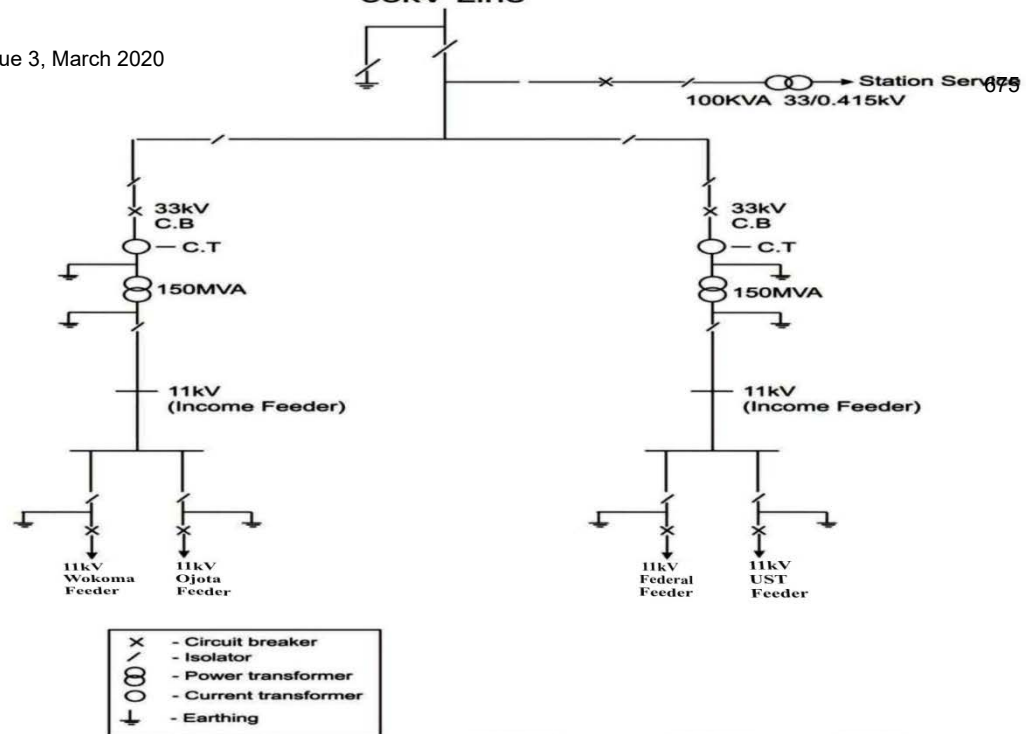 ue 3, March 2020
Station Service
675
100KVA 33/0.415kV
33kV
C.B
C.T
150MVA
33kV
C.B
C.T
150MVA
11kV
(Income Feeder)
11kV
(Income Feeder)
11kV
Wokoma
Feeder
11kV
Ojota
Feeder
11kV
Federal
Feeder
11kV
UST
Feeder
- Circuit breaker
- Isolator
- Power transformer
- Current transformer
- Earthing